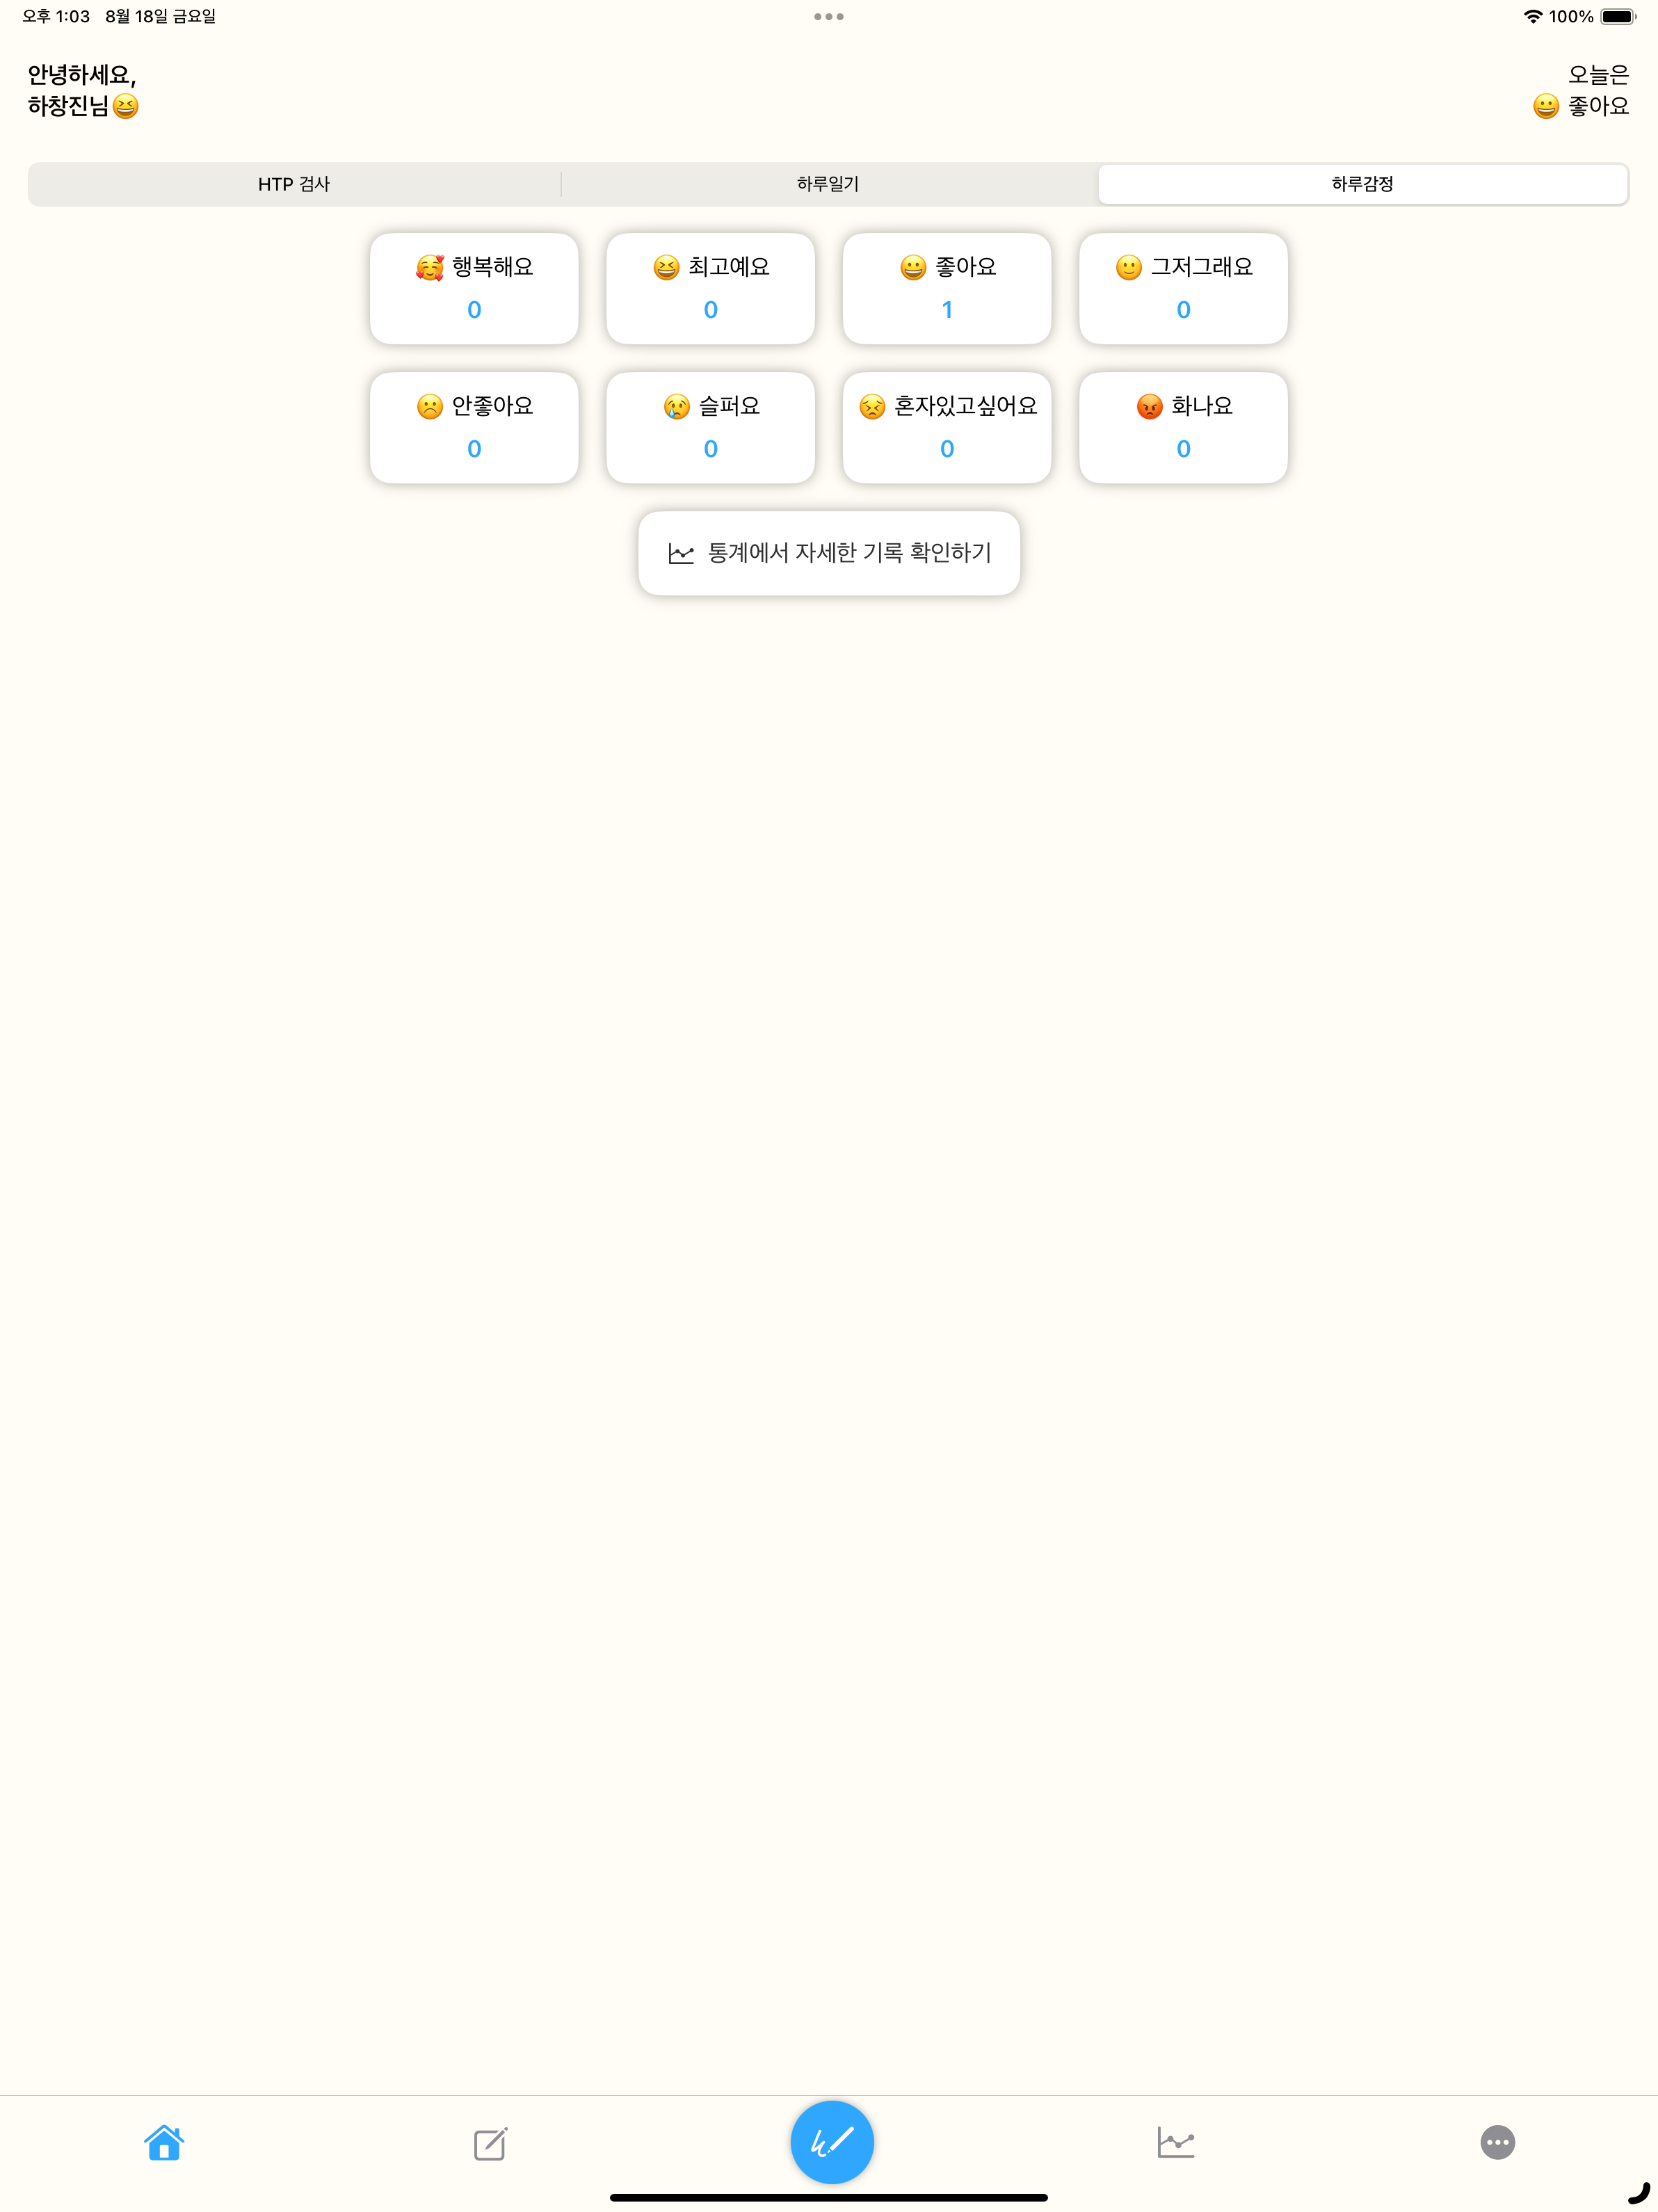 오후 1:03 8월 18일 금요일
100%
안녕하세요,
하창진님😆
오늘은
😀 좋아요
HTP 검사
하루일기
하루감정
🥰 행복해요
0
😆 최고예요
0
😀 좋아요
1
🙂 그저그래요
0
☹️ 안좋아요
0
😢 슬퍼요
0
😣 혼자있고싶어요
0
😡 화나요
0
통계에서 자세한 기록 확인하기